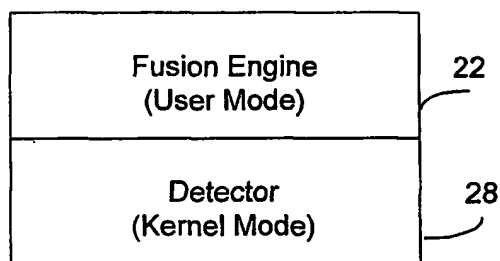 Fusion Engine
(User Mode)
22
Detector
(Kernel Mode)
28